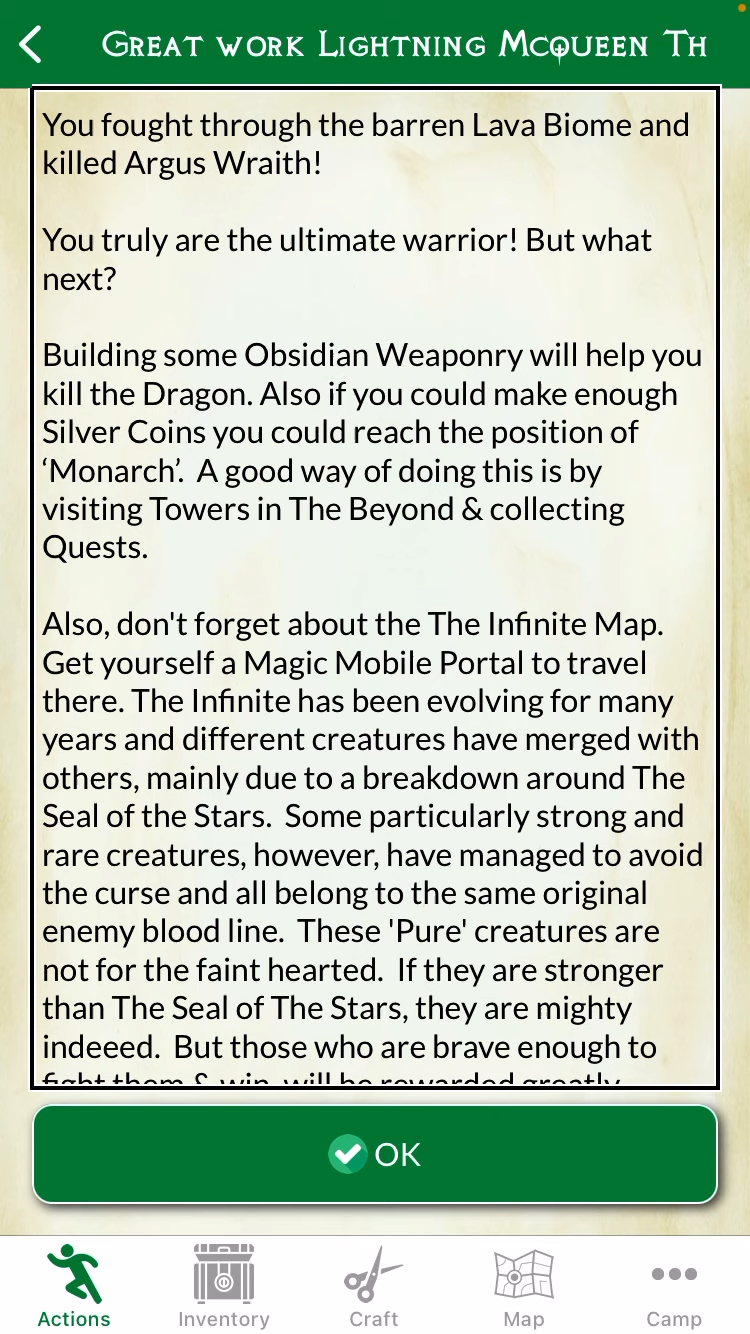 Great work Lightning Mcqueen Th
You fought through the barren Lava Biome and
killed Argus Wraith!
You truly are the ultimate warrior! But what
next?
Building some Obsidian Weaponry will help you
kill the Dragon. Also if you could make enough
Silver Coins you could reach the position of
‘Monarch’.  A good way of doing this is by
visiting Towers in The Beyond & collecting
Quests.
Also, don't forget about the The Infinite Map.
Get yourself a Magic Mobile Portal to travel
there. The Infinite has been evolving for many
years and different creatures have merged with
others, mainly due to a breakdown around The
Seal of the Stars.  Some particularly strong and
rare creatures, however, have managed to avoid
the curse and all belong to the same original
enemy blood line.  These 'Pure' creatures are
not for the faint hearted.  If they are stronger
than The Seal of The Stars, they are mighty
indeeed.  But those who are brave enough to
fight them & win, will be rewarded greatly
OK
Actions
Inventory
Craft
Map
Camp